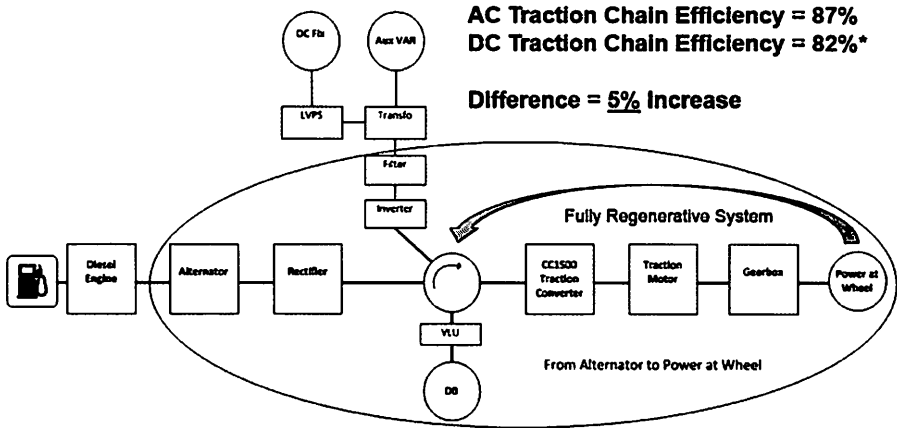 AC Traction Chain Efficiency = 87%
DC Traction Chain Efficiency = 82%*
Difference = 5% Increase
DC Fix
Aux VAR
LVPS
Transfo
Filter
Inverter
Fully Regenerative System
Diesel
Engine
Alternator
Rectifier
CC1500
Traction
Converter
Traction
Motor
Gearbox
Power at
Wheel
VLU
From Alternator to Power at Wheel